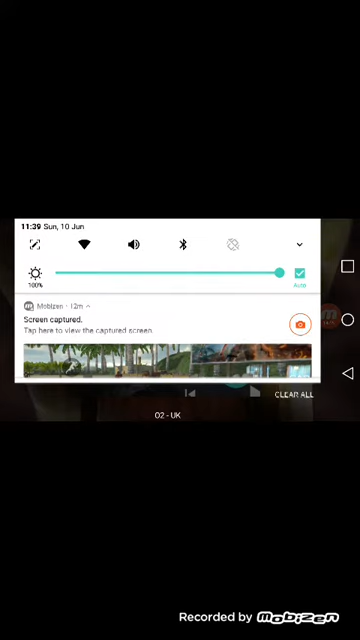 11:39 Sun, 10 Jun
100%
Auto
Mobizen · 12m
Screen captured.
Tap here to view the captured screen.
CLEAR ALL
O2 - UK
Recorded by mobizen